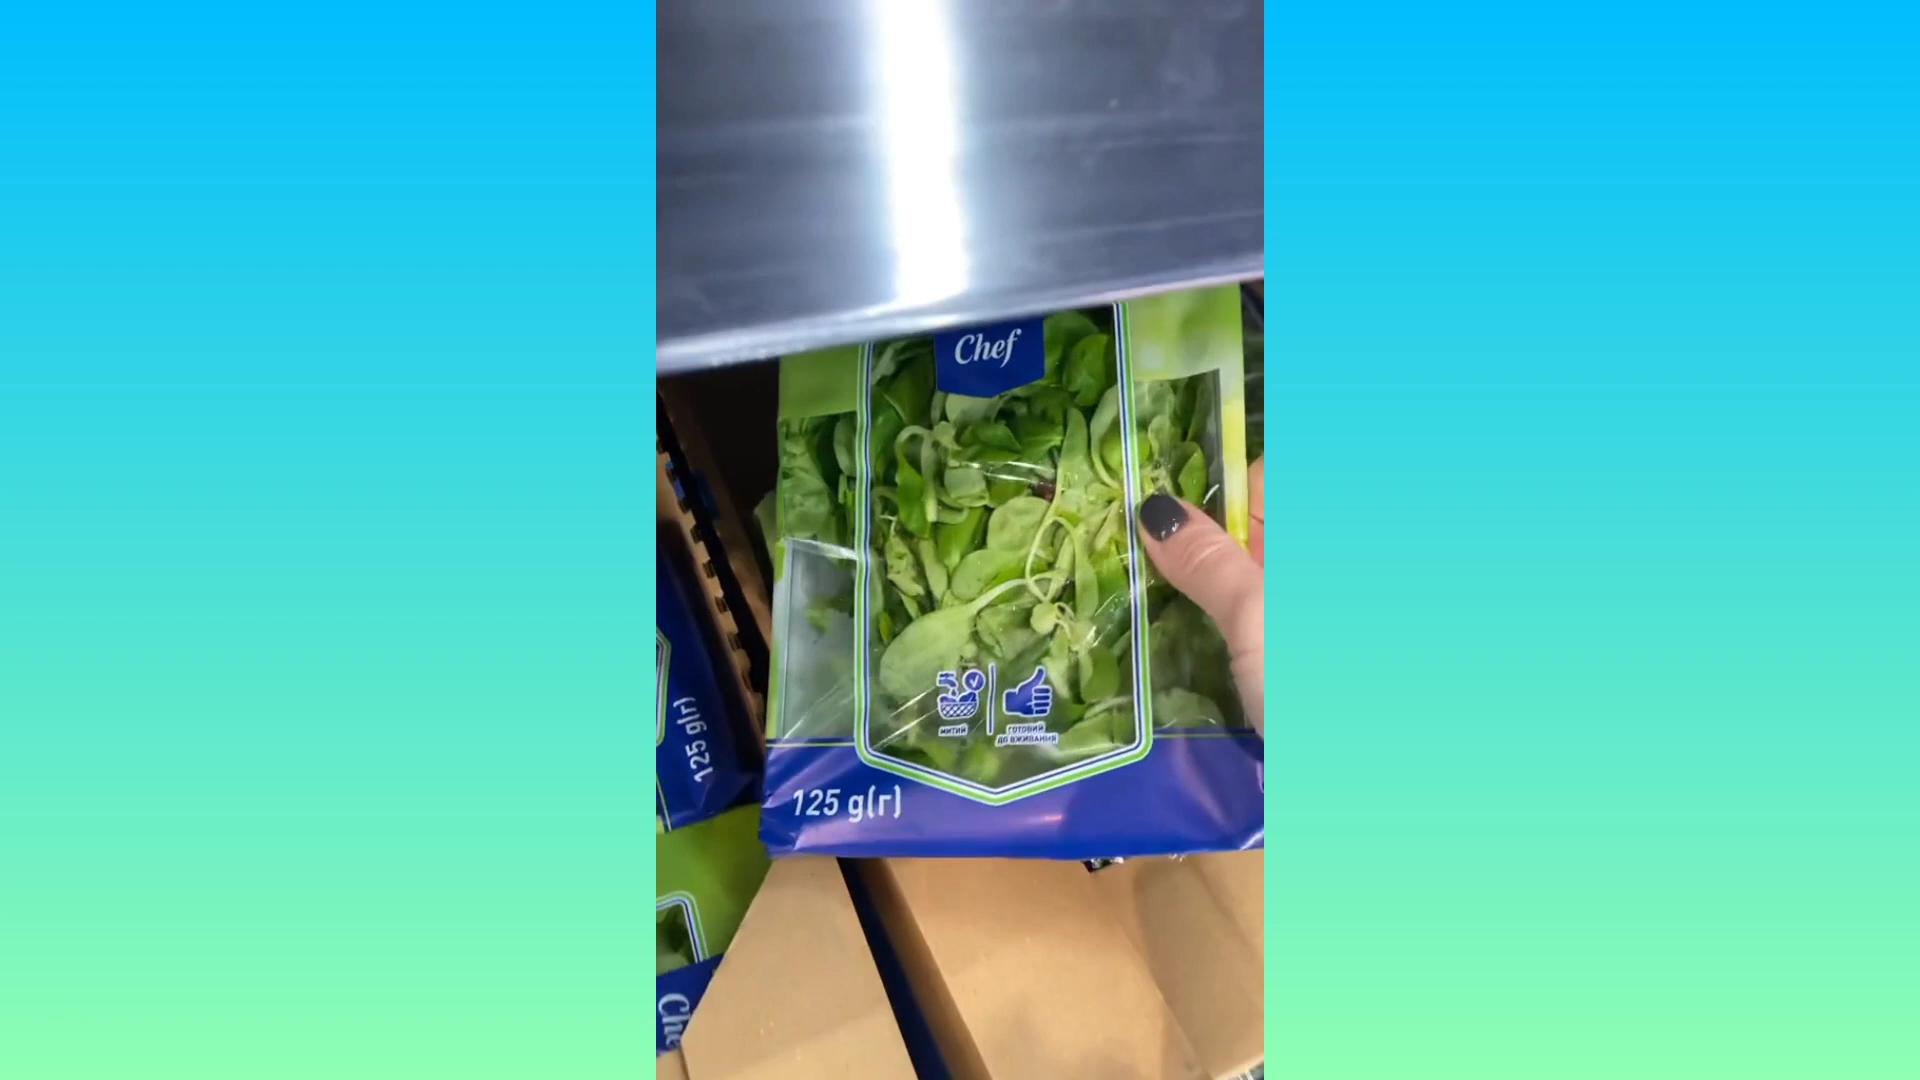 Chef
МИТИЙ
ГОТОВИЙ
ДО ВЖИВАННЯ
125 g(г)
125 g(г)
Che